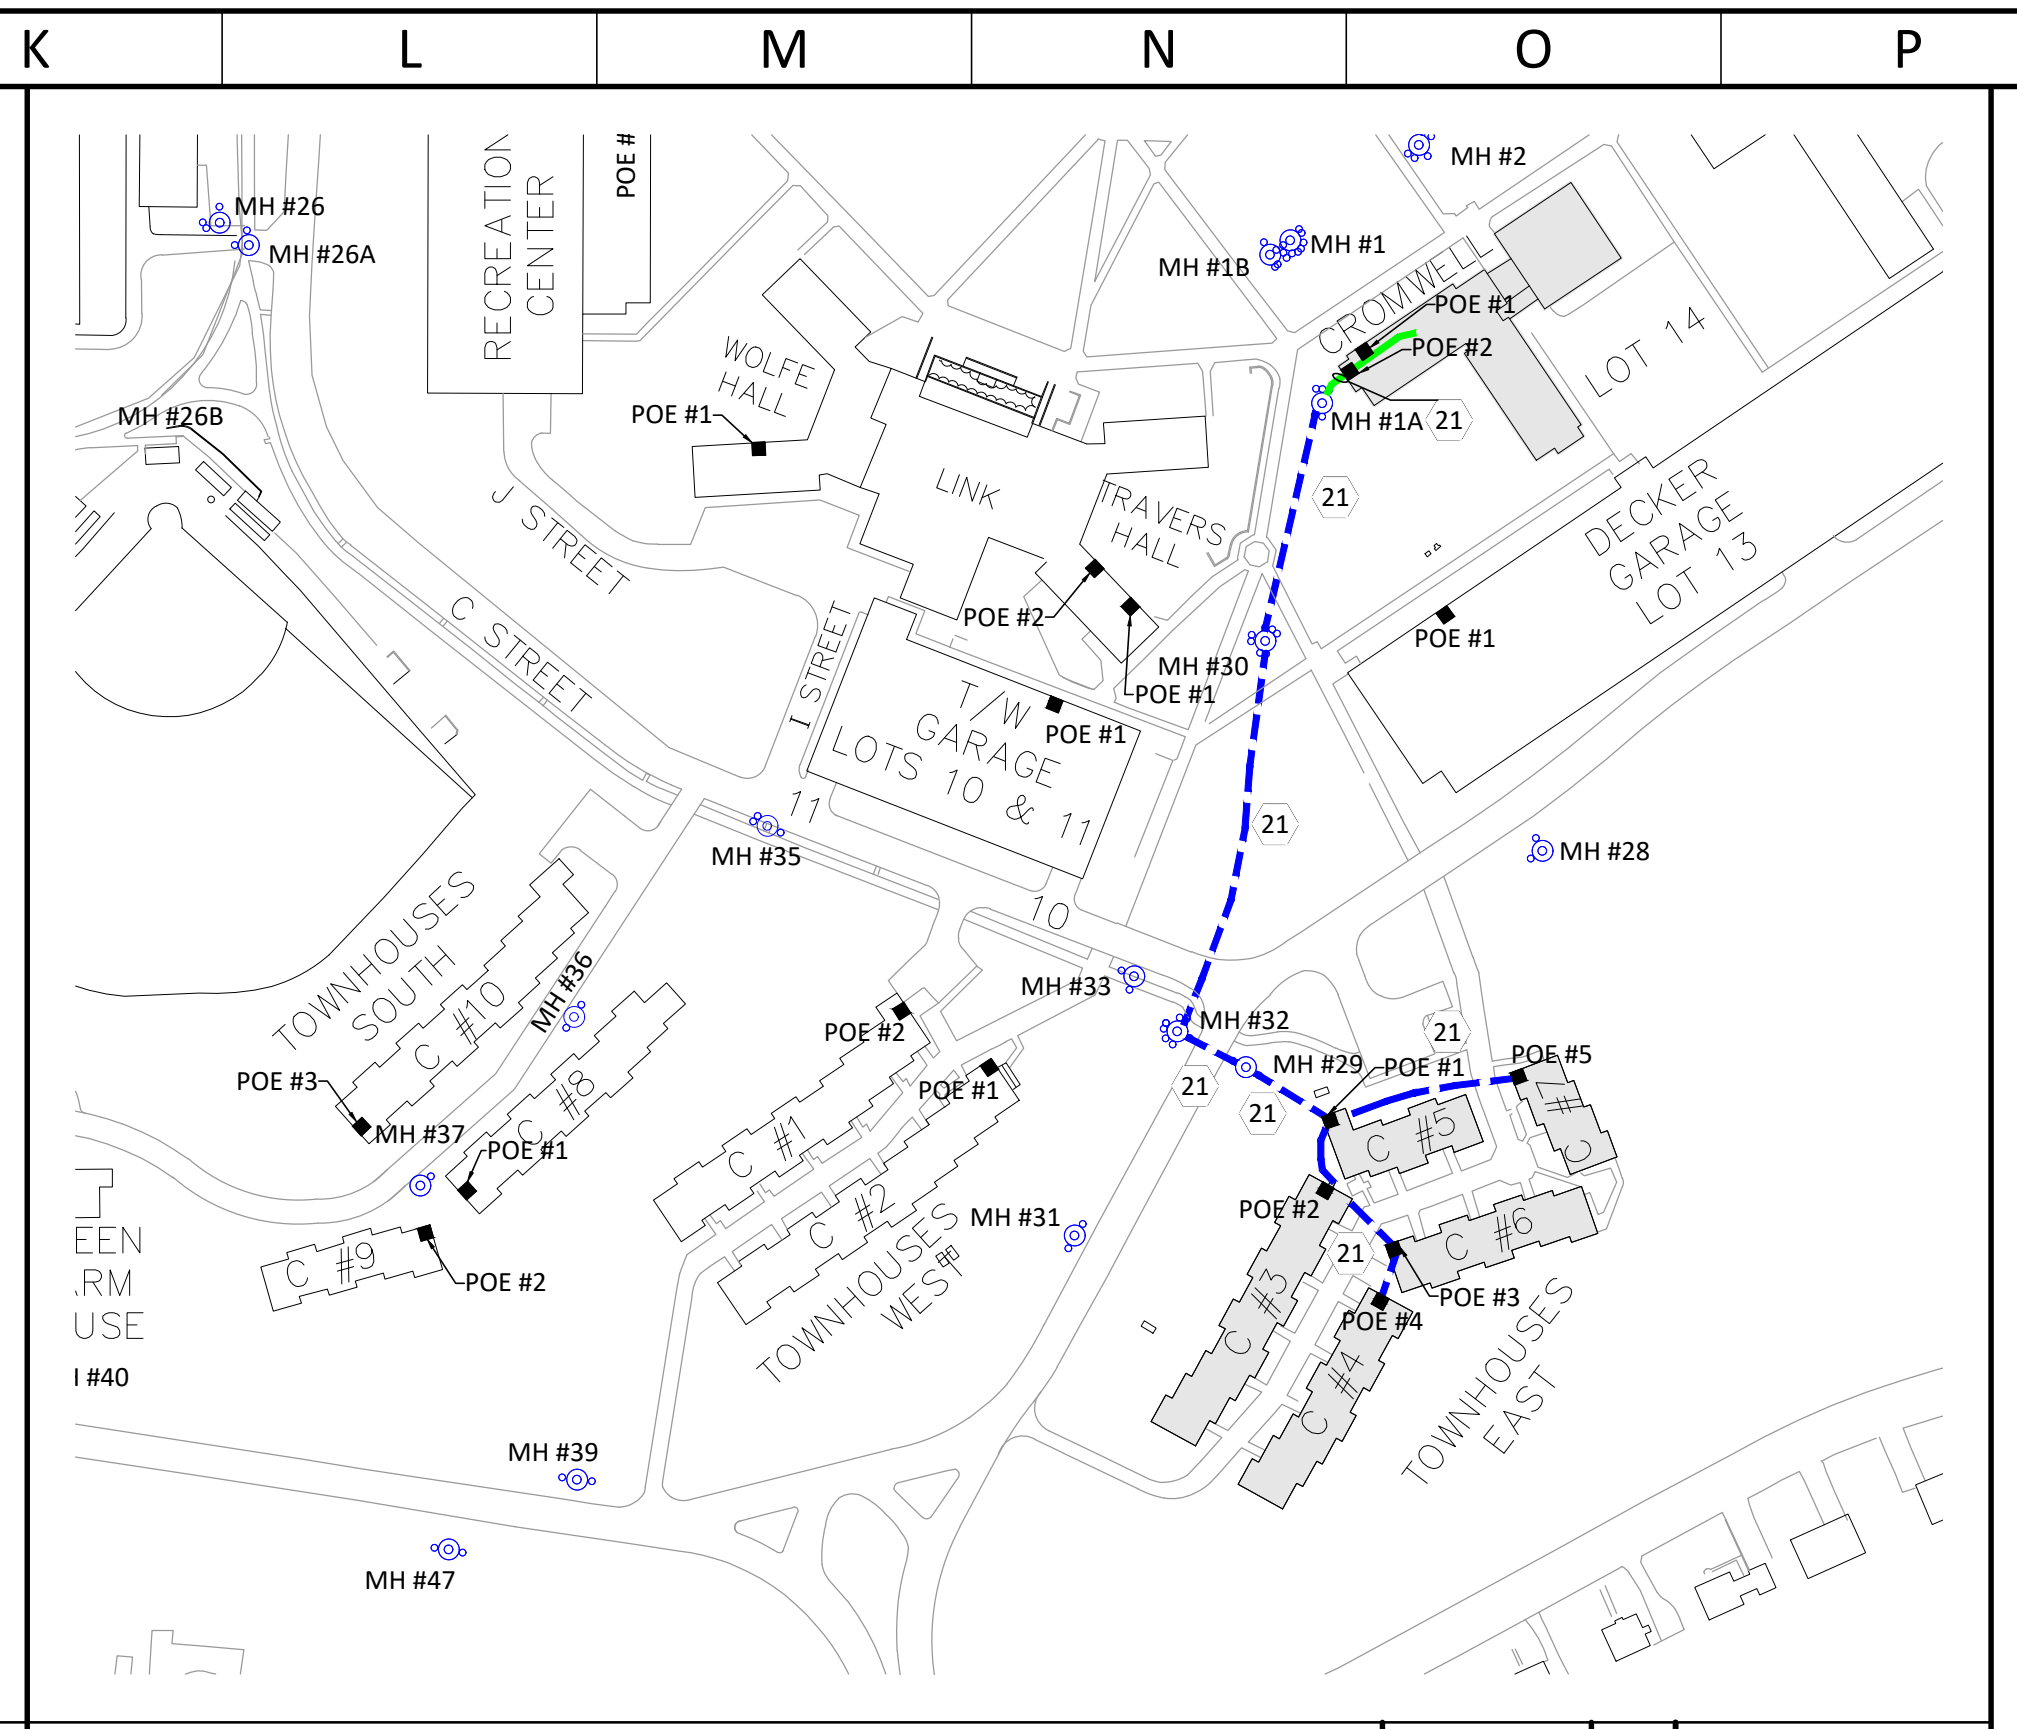 K L M N O P
MH #2
MH #26
MH #26A
RECREATION
CENTER
POE #
MH #1
MH #1B
CROMWELL
POE #1
POE #2
LOT 14
WOLFE
HALL
POE #1
MH #26B
MH #1A
21
LINK
21
J STREET
TRAVERS
HALL
DECKER
GARAGE
LOT 13
C STREET
POE #2
I STREET
MH #30
POE #1
POE #1
T/W
GARAGE
LOTS 10 & 11
POE #1
11
21
MH #35
MH #28
10
TOWNHOUSES
SOUTH
C #10
MH #36
MH #33
POE #2
MH #32
21
POE #3
C #8
POE #1
MH #29
POE #1
POE #5
21
21
MH #37
POE #1
C #1
C #5
C #7
C #2
MH #31
POE #2
C #6
EEN
RM
USE
C #9
POE #2
TOWNHOUSES
WEST
21
C #3
POE #3
POE #4
#40
C #4
TOWNHOUSES
EAST
MH #39
MH #47